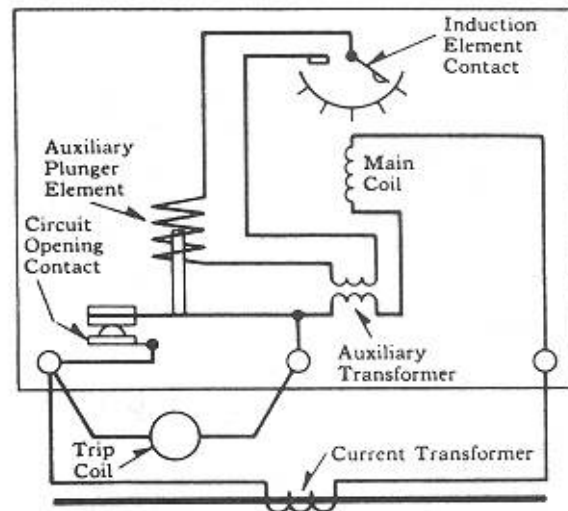 Induction
Element
Contact
Auxiliary
Plunger
Element
Main
Coil
Circuit
Opening
Contact
Auxiliary
Transformer
Trip
Coil
Current Transformer